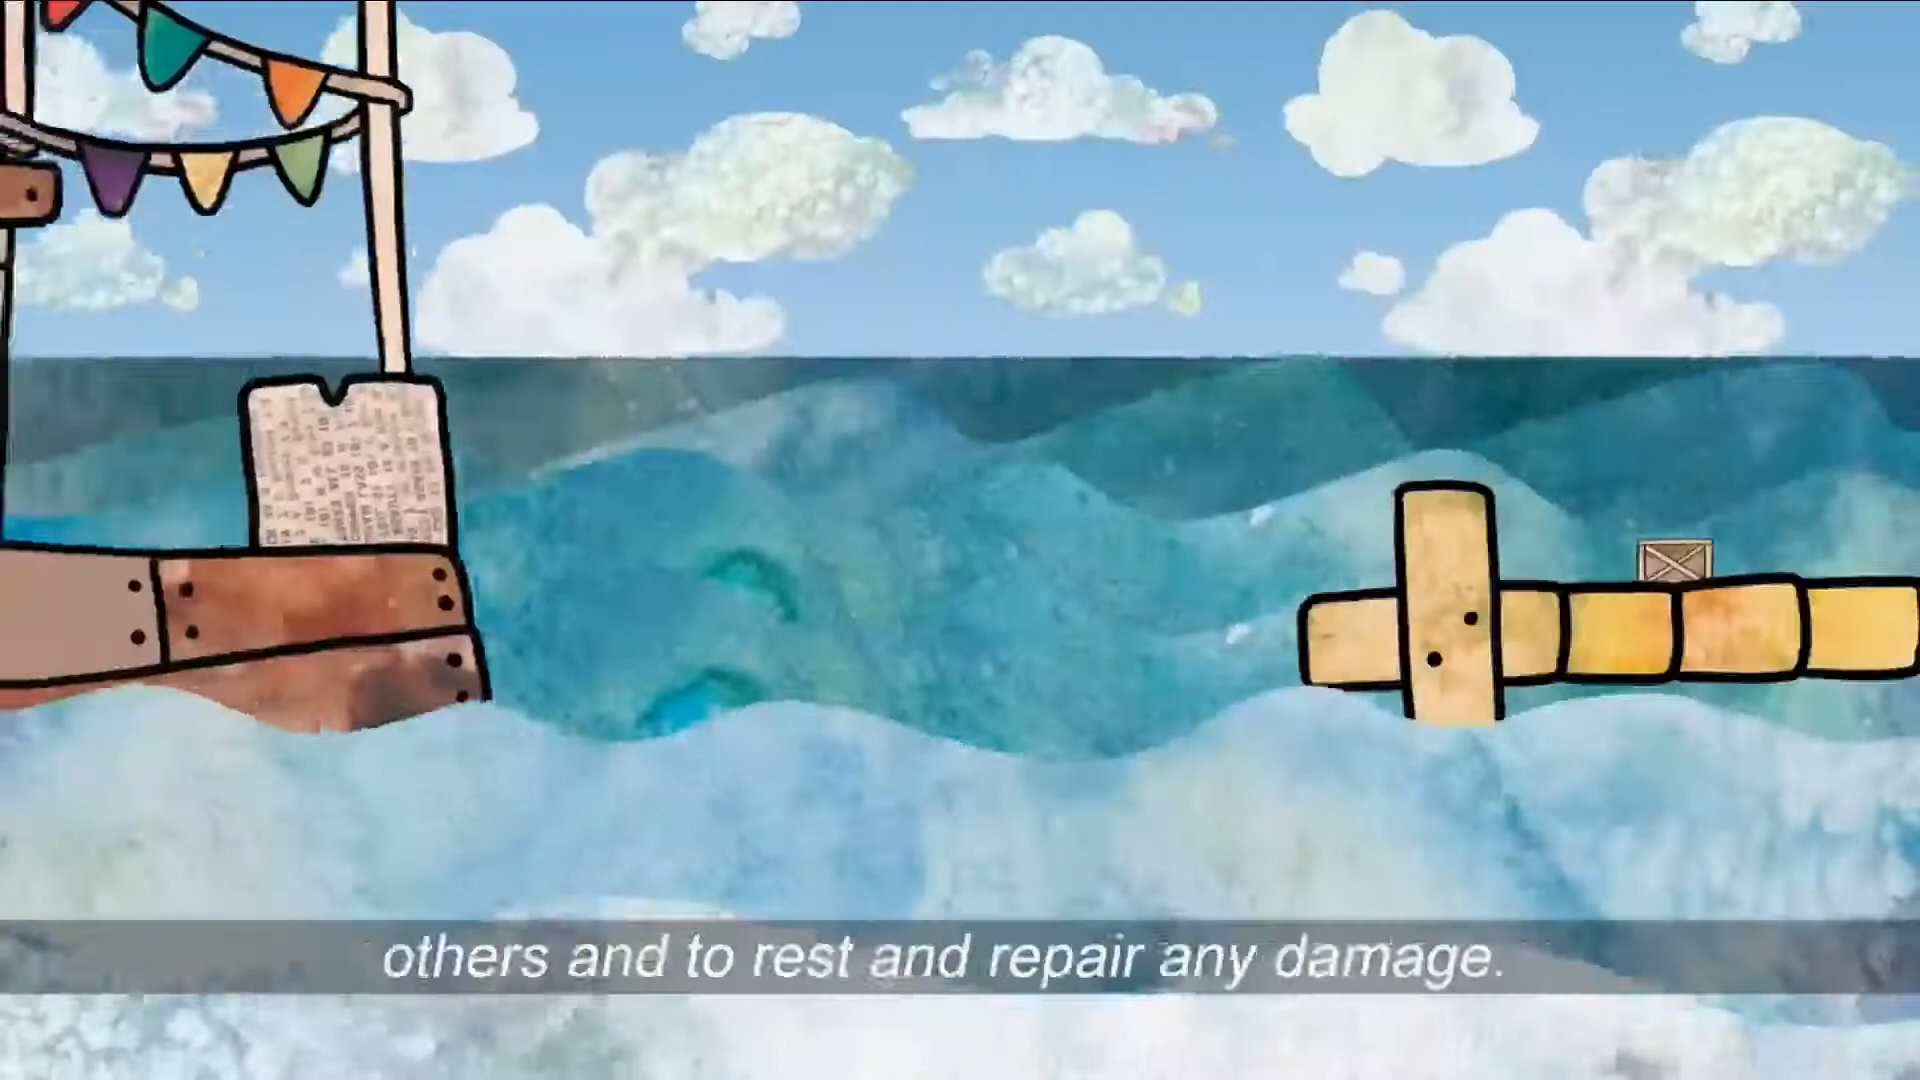 others and to rest and repair any damage.